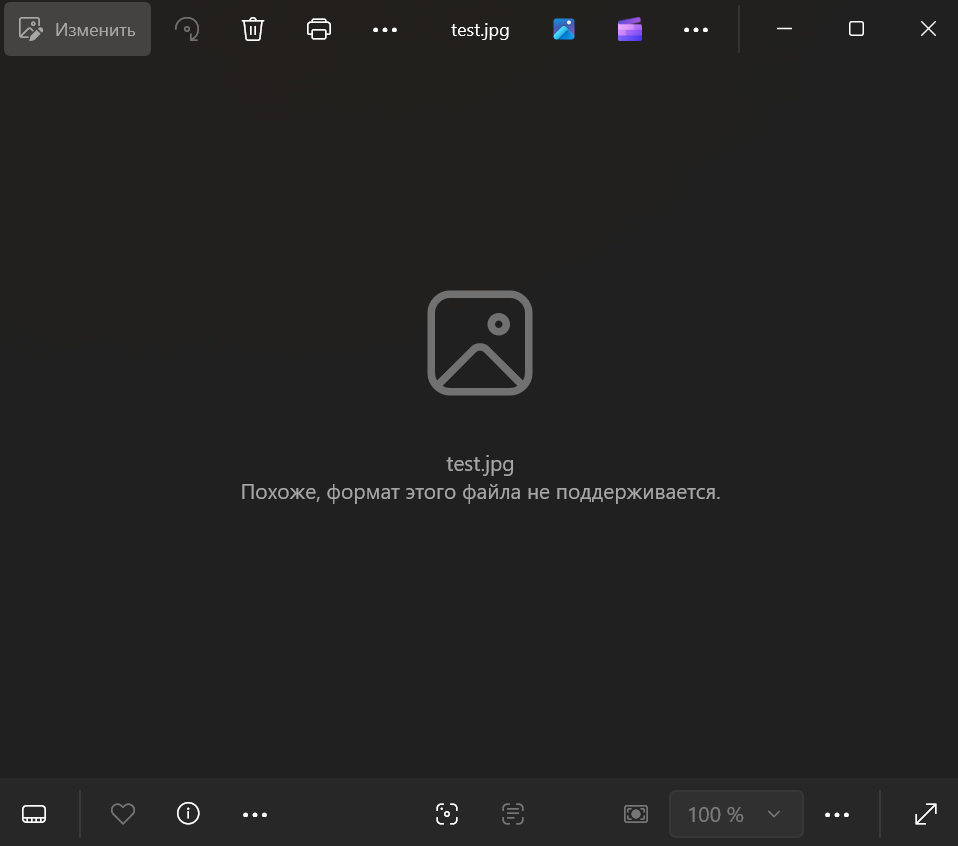 Изменить
test.jpg
test.jpg
Похоже, формат этого файла не поддерживается.
100 %